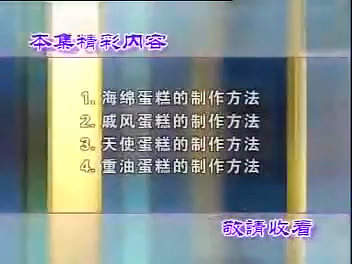 本集精彩内容
1. 海绵蛋糕的制作方法
2. 戚风蛋糕的制作方法
3. 天使蛋糕的制作方法
4. 重油蛋糕的制作方法
敬請收看